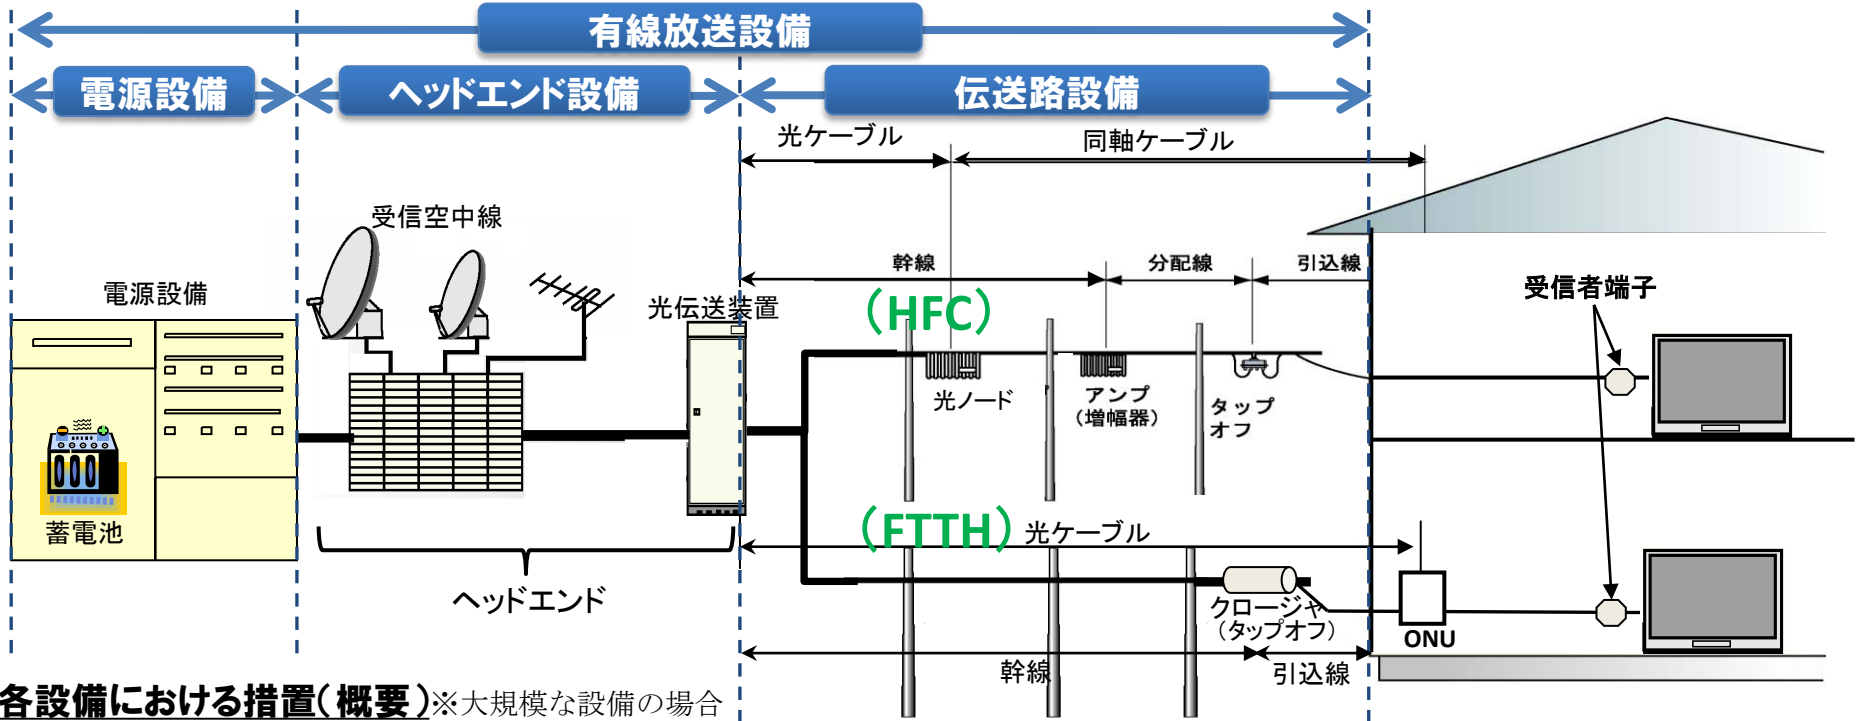 有線放送設備
電源設備
ヘッドエンド設備
伝送路設備
光ケーブル
同軸ケーブル
受信空中線
幹線
分配線
引込線
電源設備
光伝送装置
(HFC)
受信者端子
光ノード
アンプ
(増幅器)
タップ
オフ
蓄電池
(FTTH)
光ケーブル
ヘッドエンド
クロージャ
(タップオフ)
ONU
幹線
引込線
各設備における措置(概要)※大規模な設備の場合